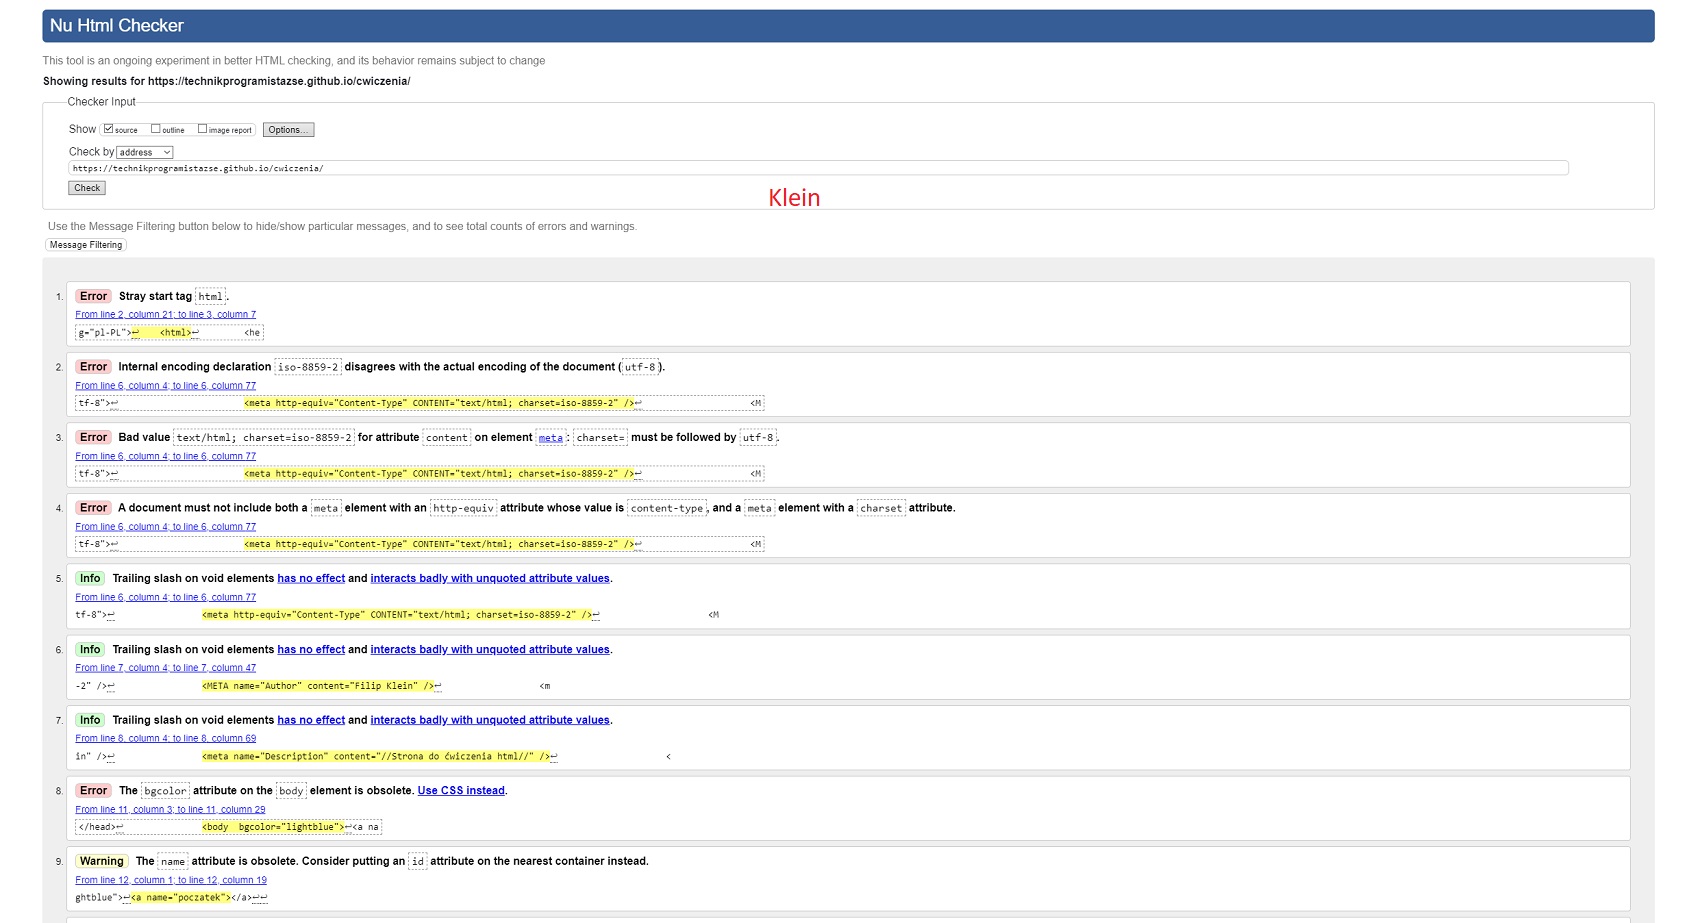 Nu Html Checker
This tool is an ongoing experiment in better HTML checking, and its behavior remains subject to change
Showing results for https://technikprogramistazse.github.io/cwiczenia/
Checker Input
Show source outline image report Options...
Check by address
https://technikprogramistazse.github.io/cwiczenia/
Check
Klein
Use the Message Filtering button below to hide/show particular messages, and to see total counts of errors and warnings.
Message Filtering
1. Error Stray start tag html.
From line 2, column 21; to line 3, column 7
g="pl-PL">↩ <html>↩ <he
2. Error Internal encoding declaration iso-8859-2 disagrees with the actual encoding of the document (utf-8).
From line 6, column 4; to line 6, column 77
tf-8">↩ <meta http-equiv="Content-Type" CONTENT="text/html; charset=iso-8859-2" />↩ <M
3. Error Bad value text/html; charset=iso-8859-2 for attribute content on element meta: charset= must be followed by utf-8.
From line 6, column 4; to line 6, column 77
tf-8">↩ <meta http-equiv="Content-Type" CONTENT="text/html; charset=iso-8859-2" />↩ <M
4. Error A document must not include both a meta element with an http-equiv attribute whose value is content-type, and a meta element with a charset attribute.
From line 6, column 4; to line 6, column 77
tf-8">↩ <meta http-equiv="Content-Type" CONTENT="text/html; charset=iso-8859-2" />↩ <M
5. Info Trailing slash on void elements has no effect and interacts badly with unquoted attribute values.
From line 6, column 4; to line 6, column 77
tf-8">↩ <meta http-equiv="Content-Type" CONTENT="text/html; charset=iso-8859-2" />↩ <M
6. Info Trailing slash on void elements has no effect and interacts badly with unquoted attribute values.
From line 7, column 4; to line 7, column 47
-2" />↩ <META name="Author" content="Filip Klein" />↩ <m
7. Info Trailing slash on void elements has no effect and interacts badly with unquoted attribute values.
From line 8, column 4; to line 8, column 69
in" />↩ <meta name="Description" content="//Strona do ćwiczenia html//" />↩ <
8. Error The bgcolor attribute on the body element is obsolete. Use CSS instead.
From line 11, column 3; to line 11, column 29
</head>↩ <body  bgcolor="lightblue">↩<a na
9. Warning The name attribute is obsolete. Consider putting an id attribute on the nearest container instead.
From line 12, column 1; to line 12, column 19
ghtblue">↩<a name="poczatek"></a>↩↩